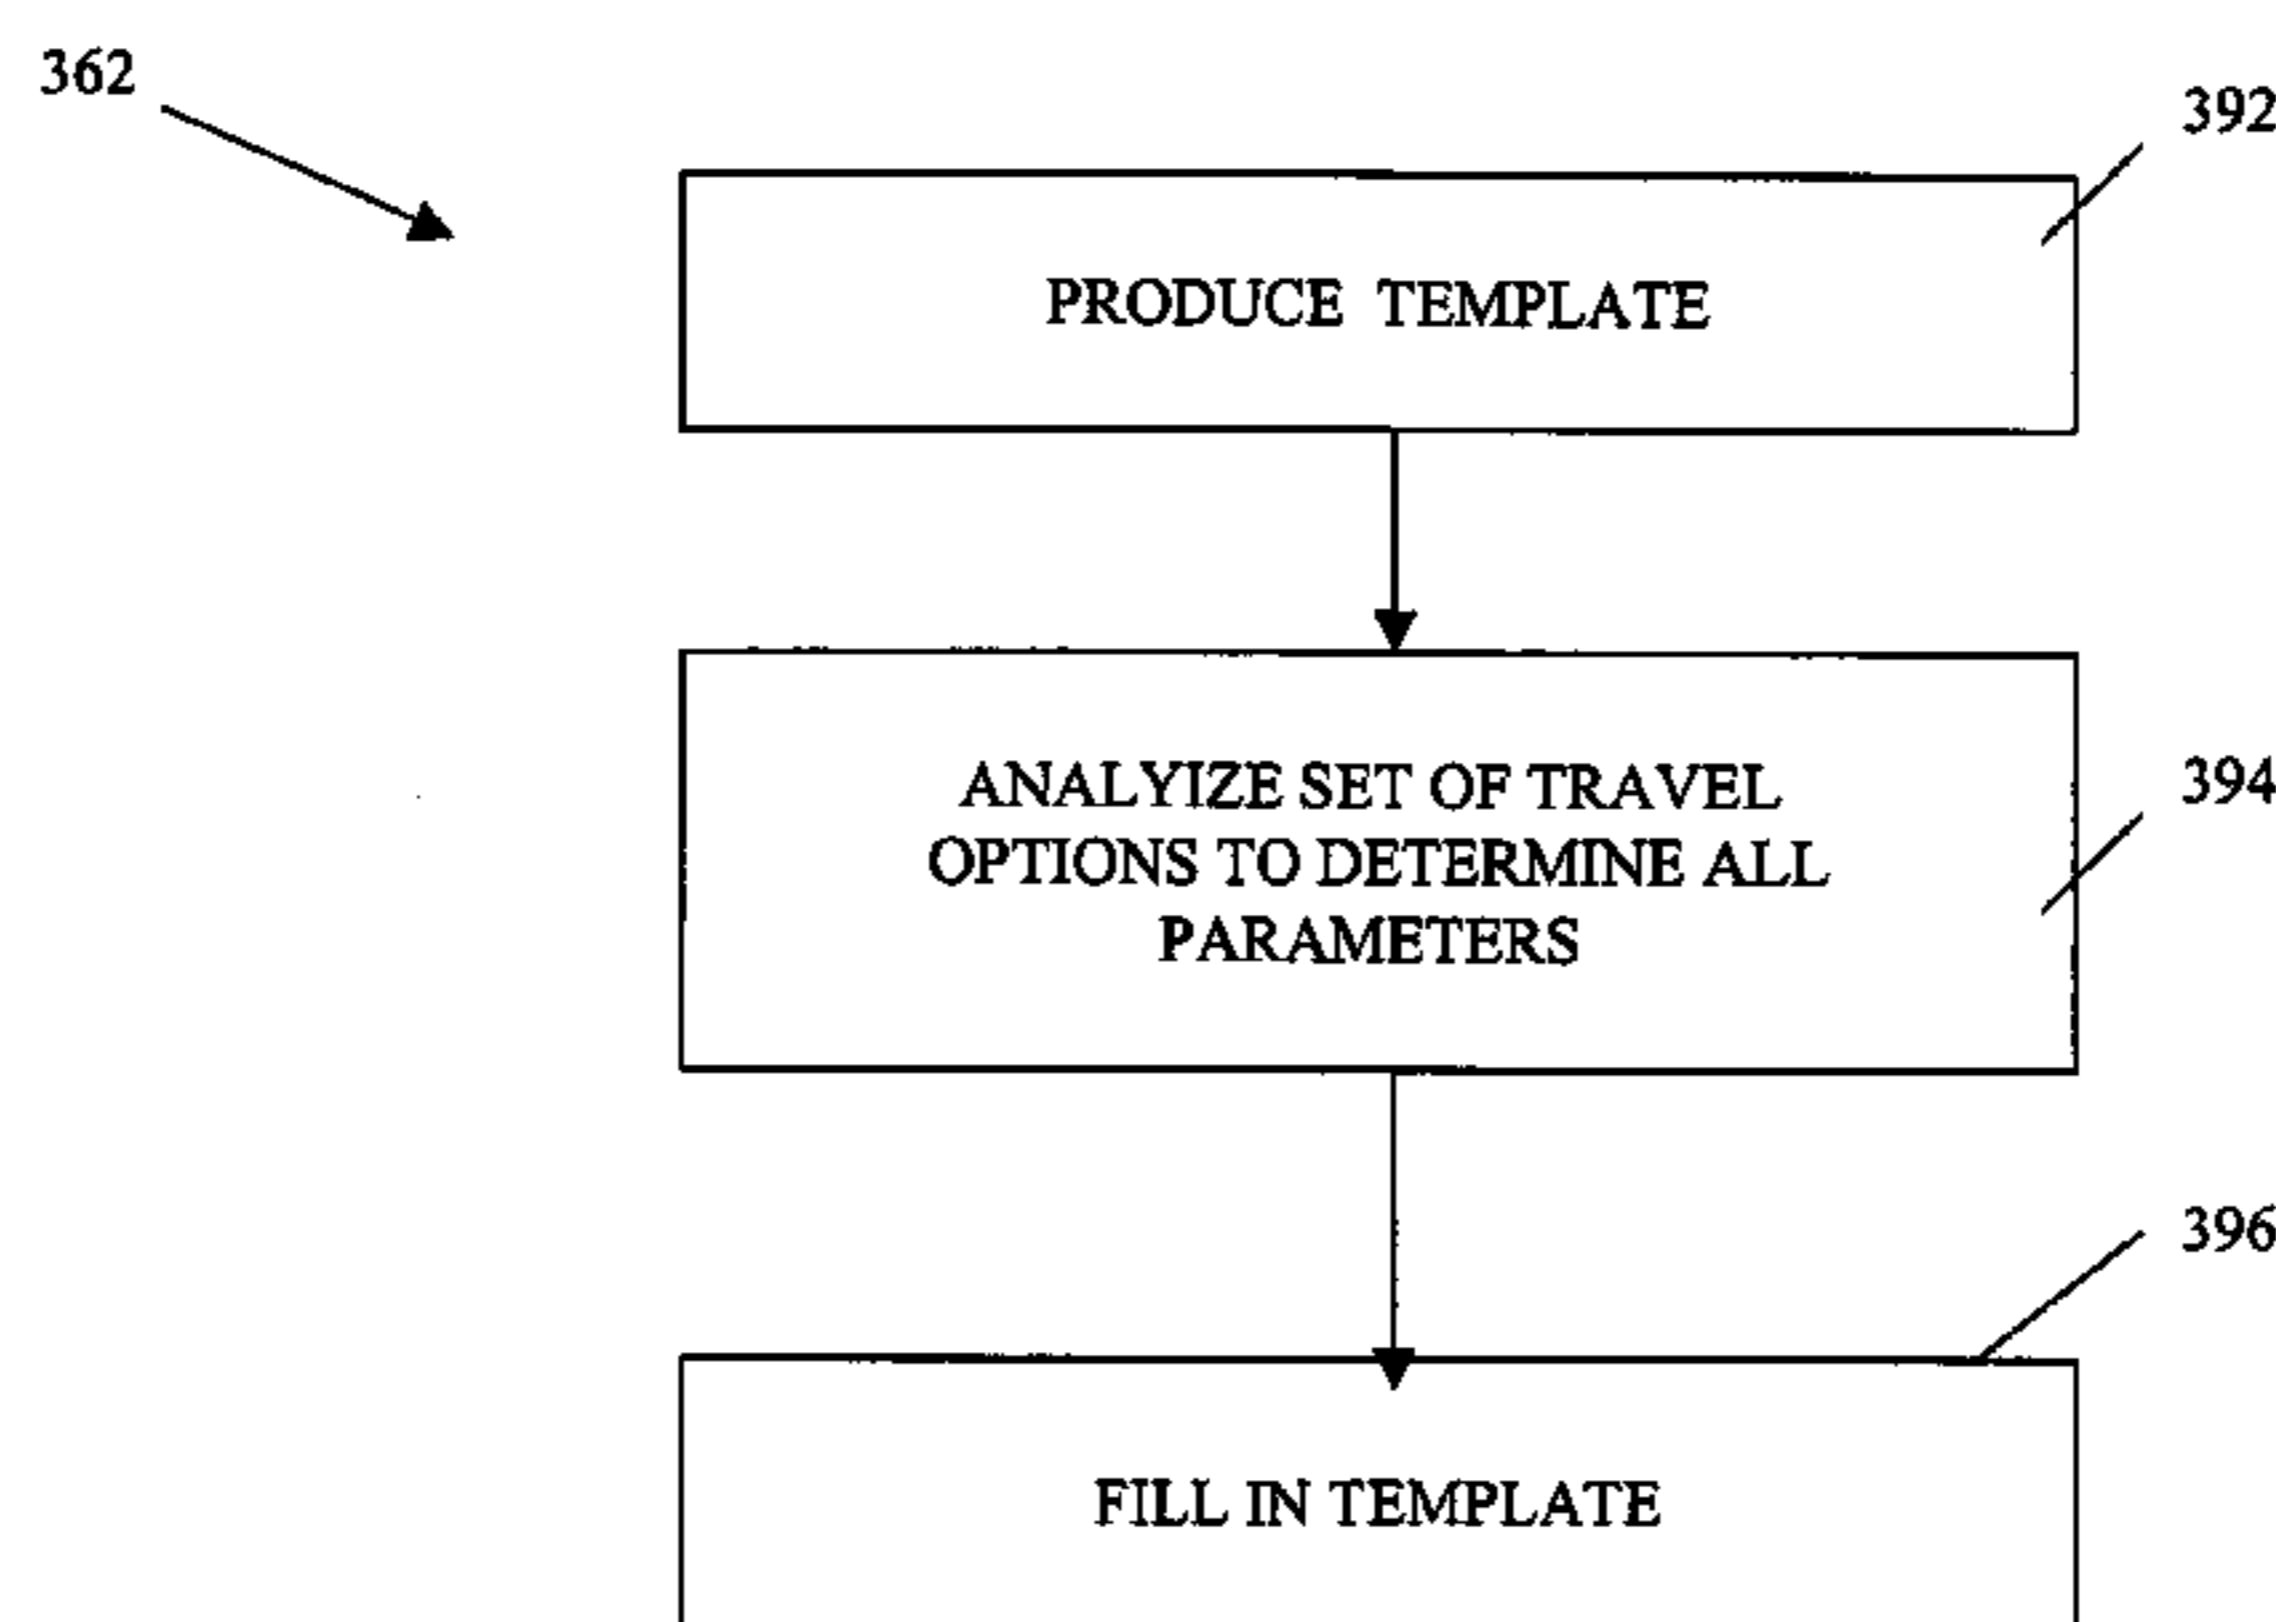 362
392
PRODUCE TEMPLATE
ANALYIZE SET OF TRAVEL
OPTIONS TO DETERMINE ALL
PARAMETERS
394
396
FILL IN TEMPLATE